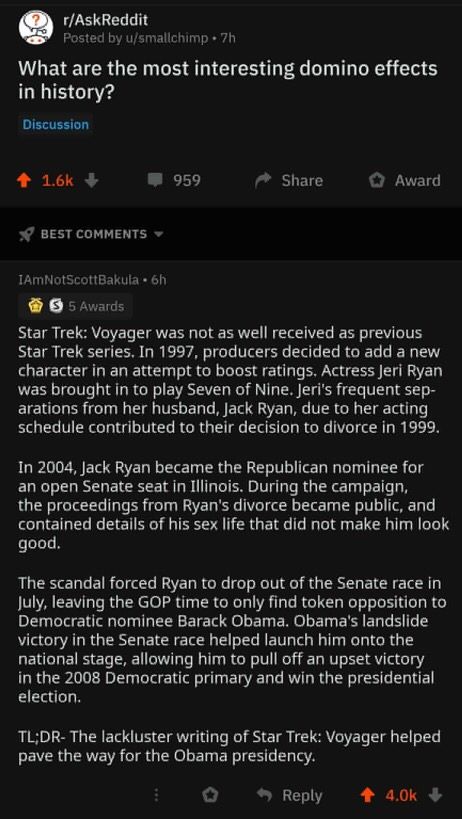 r/AskReddit
Posted by u/smallchimp • 7h
What are the most interesting domino effects
in history?
Discussion
1.6k 959 Share Award
BEST COMMENTS
IAmNotScottBakula • 6h
S 5 Awards
Star Trek: Voyager was not as well received as previous
Star Trek series. In 1997, producers decided to add a new
character in an attempt to boost ratings. Actress Jeri Ryan
was brought in to play Seven of Nine. Jeri's frequent sep-
arations from her husband, Jack Ryan, due to her acting
schedule contributed to their decision to divorce in 1999.
In 2004, Jack Ryan became the Republican nominee for
an open Senate seat in Illinois. During the campaign,
the proceedings from Ryan's divorce became public, and
contained details of his sex life that did not make him look
good.
The scandal forced Ryan to drop out of the Senate race in
July, leaving the GOP time to only find token opposition to
Democratic nominee Barack Obama. Obama's landslide
victory in the Senate race helped launch him onto the
national stage, allowing him to pull off an upset victory
in the 2008 Democratic primary and win the presidential
election.
TL;DR- The lackluster writing of Star Trek: Voyager helped
pave the way for the Obama presidency.
Reply 4.0k